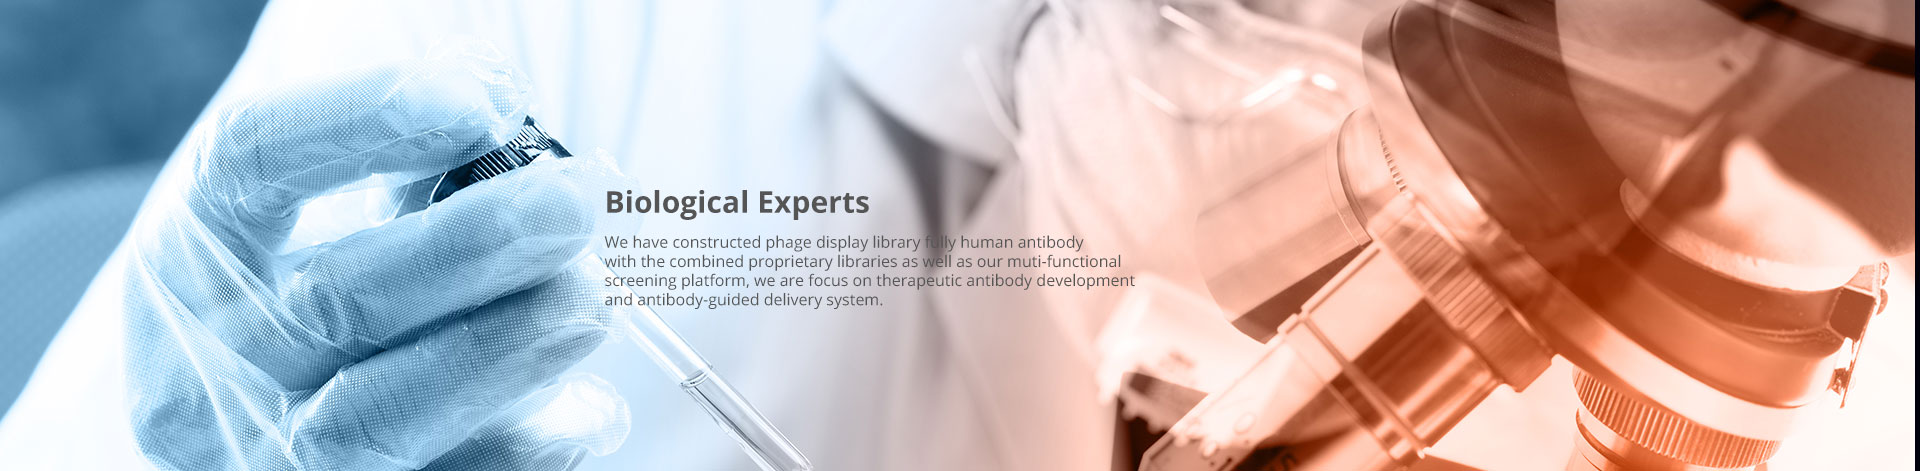 Biological Experts
We have constructed phage display library fully human antibody
with the combined proprietary libraries as well as our muti-functional
screening platform, we are focus on therapeutic antibody development
and antibody-guided delivery system.